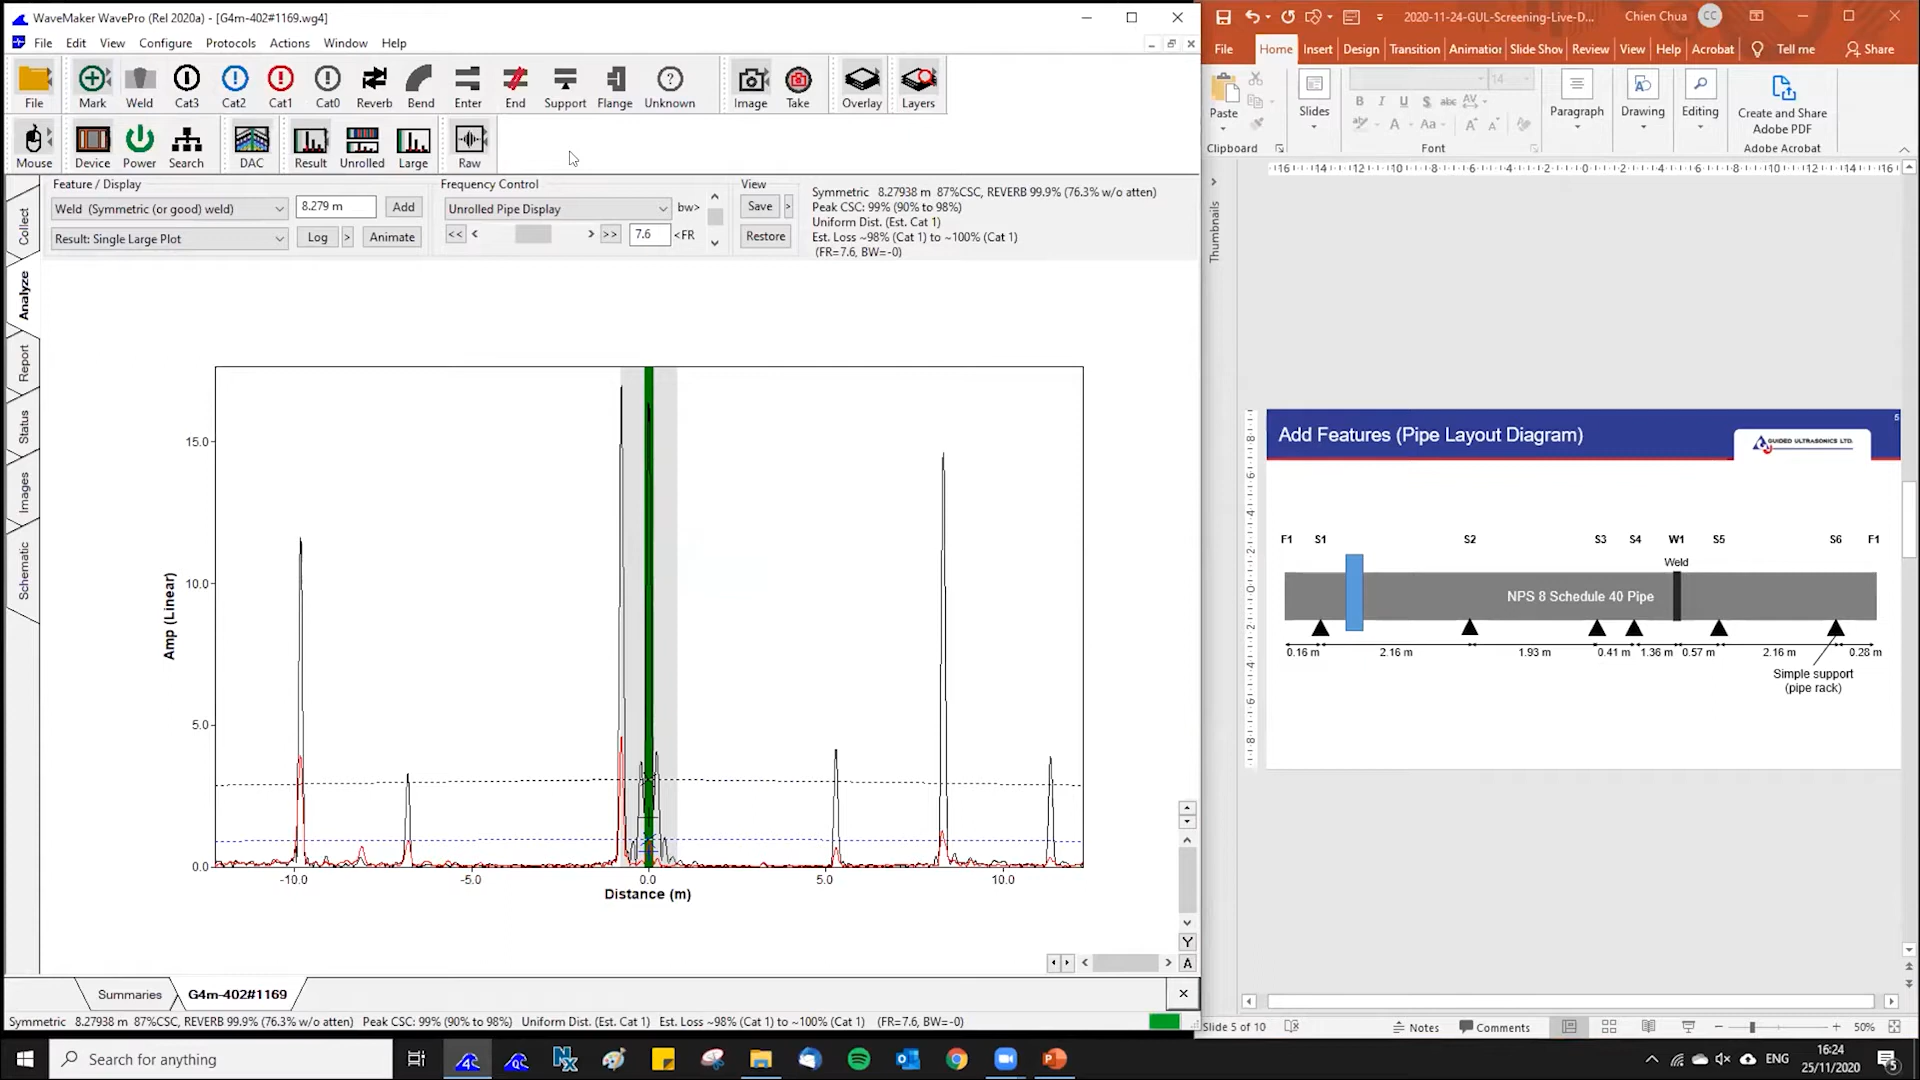 WaveMaker WavePro (Rel 2020a) - [G4m-402#1169.wg4]
File Edit View Configure Protocols Actions Window Help
File Mark Weld Cat3 Cat2 Cat1 Cat0 Reverb Bend Enter End Support Flange Unknown Image Take Overlay Layers
Mouse Device Power Search DAC Result Unrolled Large Raw
Feature / Display
Weld (Symmetric (or good) weld) 8.279 m Add
Result: Single Large Plot Log > Animate
Frequency Control
Unrolled Pipe Display bw>
<< < > >> 7.6 <FR
View
Save >
Restore
Symmetric 8.27938 m 87%CSC, REVERB 99.9% (76.3% w/o atten)
Peak CSC: 99% (90% to 98%)
Uniform Dist. (Est. Cat 1)
Est. Loss ~98% (Cat 1) to ~100% (Cat 1)
(FR=7.6, BW=-0)
Collect
Analyze
Report
Status
Images
Schematic
Amp (Linear)
15.0
10.0
5.0
0.0
-10.0 -5.0 0.0 5.0 10.0
Distance (m)
Y
A
Summaries G4m-402#1169
Symmetric 8.27938 m 87%CSC, REVERB 99.9% (76.3% w/o atten) Peak CSC: 99% (90% to 98%) Uniform Dist. (Est. Cat 1) Est. Loss ~98% (Cat 1) to ~100% (Cat 1) (FR=7.6, BW=-0)
2020-11-24-GUL-Screening-Live-D... Chien Chua CC
File Home Insert Design Transition Animation Slide Show Review View Help Acrobat Tell me Share
Paste
Slides
14
B I U S abc AV
A Aa A A
Paragraph
Drawing
Editing
Create and Share
Adobe PDF
Clipboard Font Adobe Acrobat
Thumbnails
Add Features (Pipe Layout Diagram)
5
GUIDED ULTRASONICS LTD.
F1 S1 S2 S3 S4 W1 S5 S6 F1
Weld
NPS 8 Schedule 40 Pipe
0.16 m 2.16 m 1.93 m 0.41 m 1.36 m 0.57 m 2.16 m 0.28 m
Simple support
(pipe rack)
Slide 5 of 10 Notes Comments 50%
Search for anything
ENG
16:24
25/11/2020
5